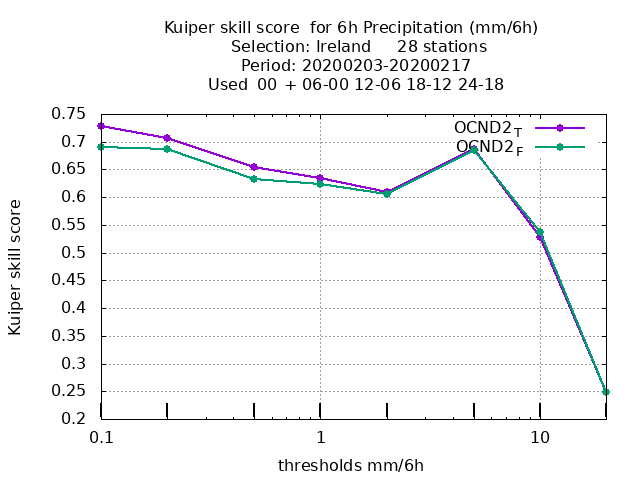 Kuiper skill score  for 6h Precipitation (mm/6h)
Selection: Ireland     28 stations
Period: 20200203-20200217
Used  00 + 06-00 12-06 18-12 24-18
OCND2T
OCND2F
0.75
0.7
0.65
0.6
0.55
0.5
0.45
0.4
0.35
0.3
0.25
0.2
Kuiper skill score
0.1
1
10
thresholds mm/6h